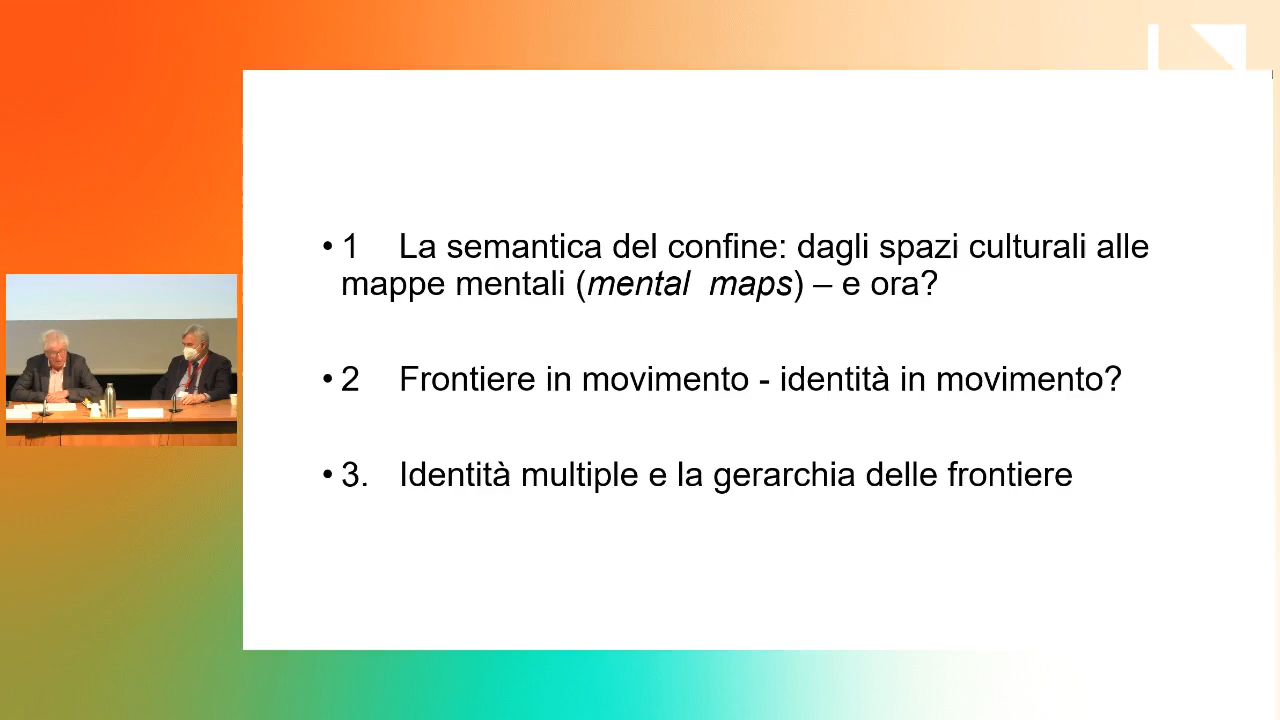 • 1 La semantica del confine: dagli spazi culturali alle
mappe mentali (mental maps) – e ora?
• 2 Frontiere in movimento - identità in movimento?
• 3. Identità multiple e la gerarchia delle frontiere